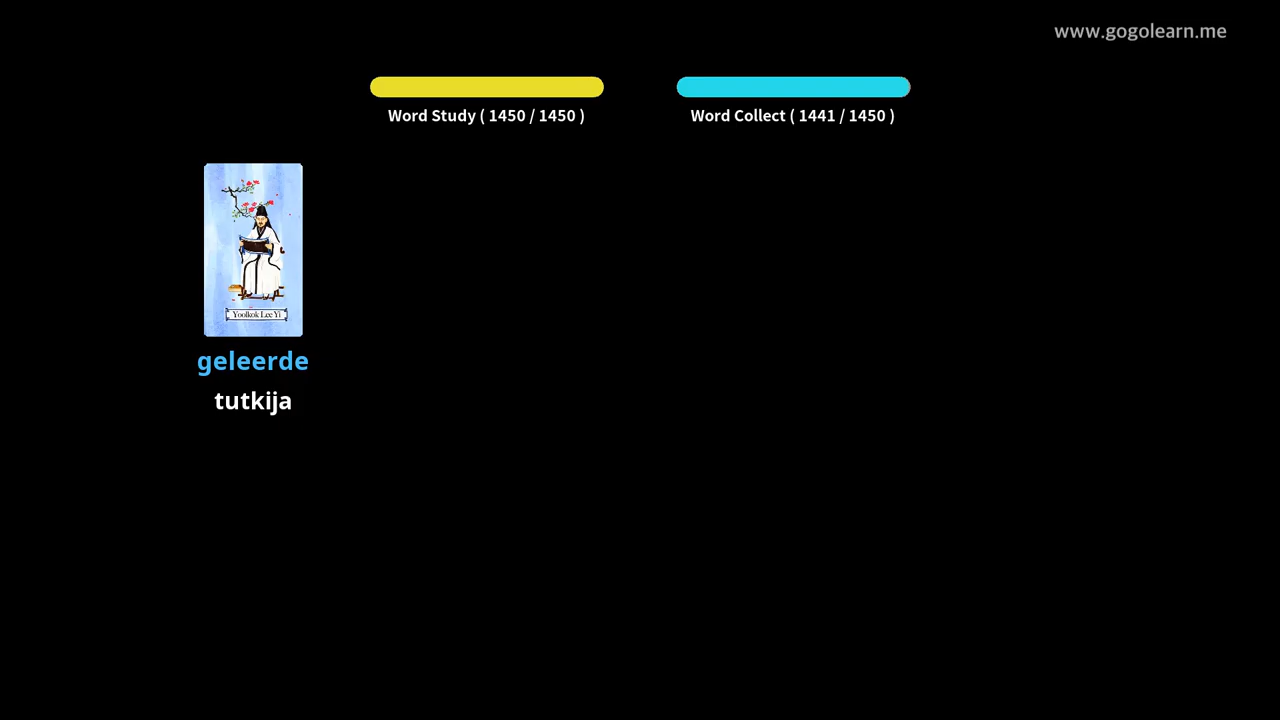 www.gogolearn.me
Word Study ( 1450 / 1450 )
Word Collect ( 1441 / 1450 )
Yoolkok Lee Yi
geleerde
tutkija